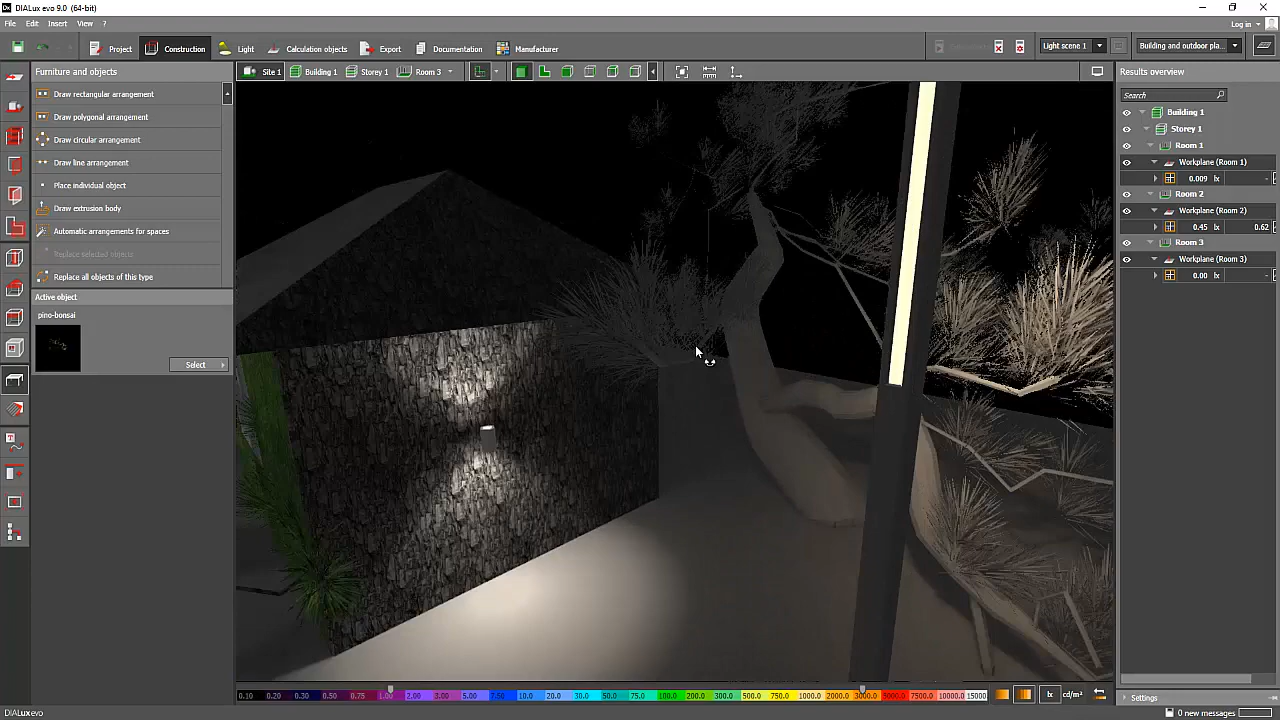 DIALux evo 9.0 (64-bit)
File Edit Insert View ?
Log in
Project Construction Light Calculation objects Export Documentation Manufacturer
Light scene 1
Building and outdoor pla...
Furniture and objects
Site 1 Building 1 Storey 1 Room 3
Results overview
Draw rectangular arrangement
Draw polygonal arrangement
Draw circular arrangement
Draw line arrangement
Place individual object
Draw extrusion body
Automatic arrangements for spaces
Replace selected objects
Replace all objects of this type
Active object
pino-bonsai
Select
Search
Building 1
Storey 1
Room 1
Workplane (Room 1)
0.009 lx -
Room 2
Workplane (Room 2)
0.45 lx 0.62
Room 3
Workplane (Room 3)
0.00 lx -
0.10 0.20 0.30 0.50 0.75 1.00 2.00 3.00 5.00 7.50 10.0 20.0 30.0 50.0 75.0 100.0 200.0 300.0 500.0 750.0 1000.0 2000.0 3000.0 5000.0 7500.0 10000.0 15000
lx cd/m²
Settings
DIALuxevo
0 new messages